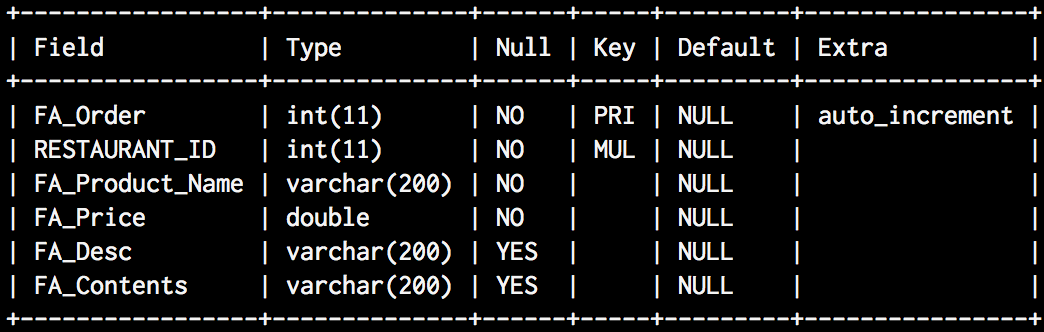 +-----------------+--------------+------+-----+---------+----------------+
| Field           | Type         | Null | Key | Default | Extra          |
+-----------------+--------------+------+-----+---------+----------------+
| FA_Order        | int(11)      | NO   | PRI | NULL    | auto_increment |
| RESTAURANT_ID   | int(11)      | NO   | MUL | NULL    |                |
| FA_Product_Name | varchar(200) | NO   |     | NULL    |                |
| FA_Price        | double       | NO   |     | NULL    |                |
| FA_Desc         | varchar(200) | YES  |     | NULL    |                |
| FA_Contents     | varchar(200) | YES  |     | NULL    |                |
+-----------------+--------------+------+-----+---------+----------------+